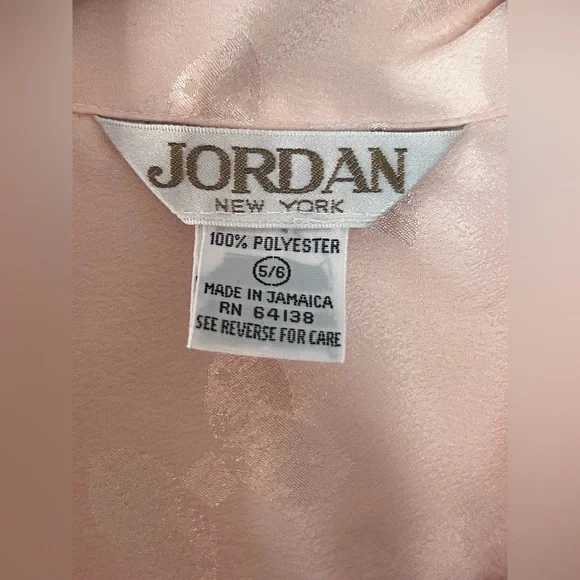 JORDAN
NEW YORK
100% POLYESTER
5/6
MADE IN JAMAICA
RN 64138
SEE REVERSE FOR CARE